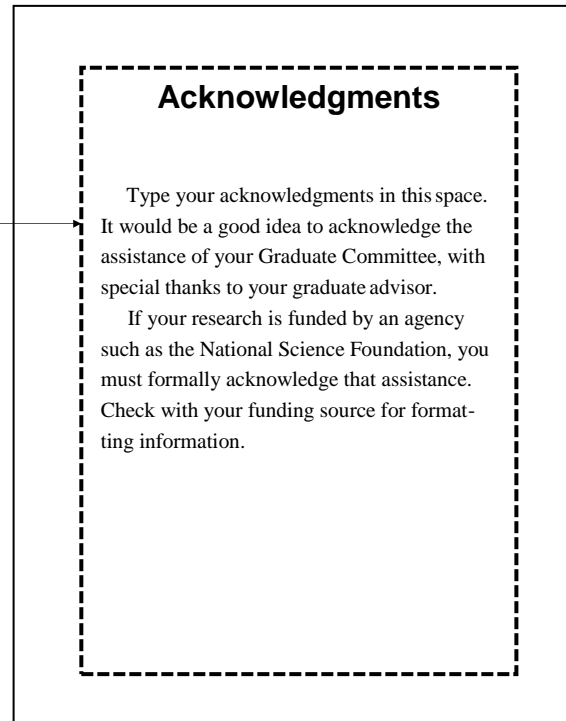 Acknowledgments
Type your acknowledgments in this space.
It would be a good idea to acknowledge the
assistance of your Graduate Committee, with
special thanks to your graduate advisor.
If your research is funded by an agency
such as the National Science Foundation, you
must formally acknowledge that assistance.
Check with your funding source for format-
ting information.